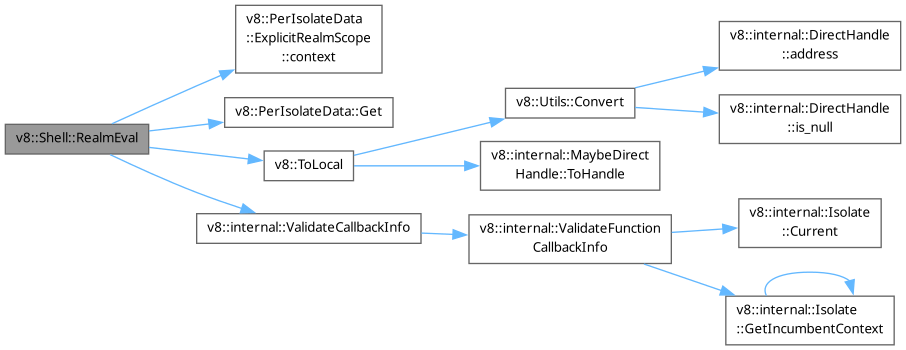 v8::Shell::RealmEval
v8::PerIsolateData
::ExplicitRealmScope
::context
v8::PerIsolateData::Get
v8::ToLocal
v8::internal::ValidateCallbackInfo
v8::Utils::Convert
v8::internal::MaybeDirect
Handle::ToHandle
v8::internal::ValidateFunction
CallbackInfo
v8::internal::DirectHandle
::address
v8::internal::DirectHandle
::is_null
v8::internal::Isolate
::Current
v8::internal::Isolate
::GetIncumbentContext